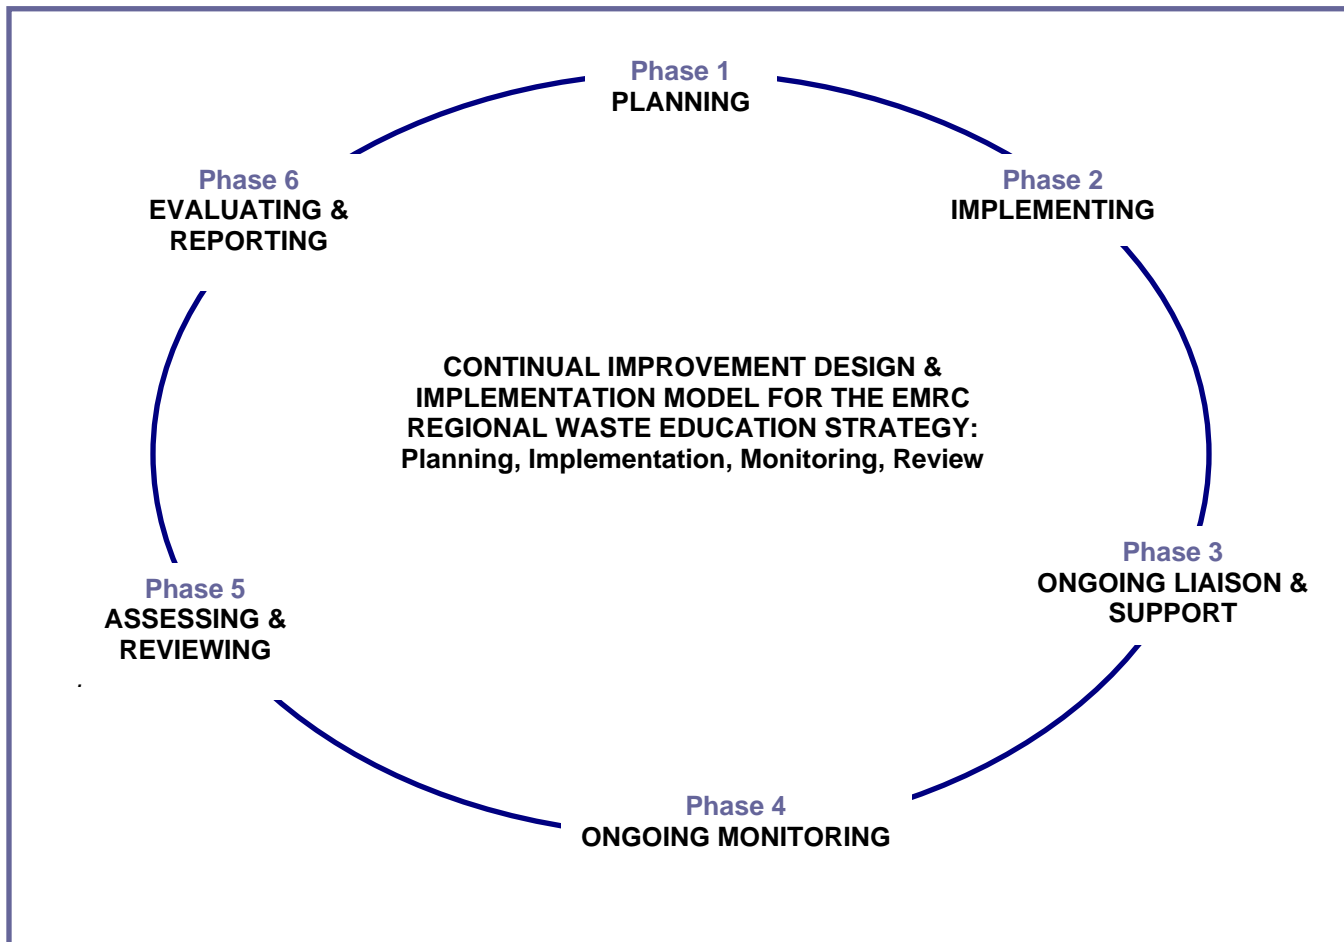 Phase 1
PLANNING
Phase 2
IMPLEMENTING
Phase 3
ONGOING LIAISON &
SUPPORT
Phase 4
ONGOING MONITORING
Phase 5
ASSESSING &
REVIEWING
.
Phase 6
EVALUATING &
REPORTING
CONTINUAL IMPROVEMENT DESIGN &
IMPLEMENTATION MODEL FOR THE EMRC
REGIONAL WASTE EDUCATION STRATEGY:
Planning, Implementation, Monitoring, Review